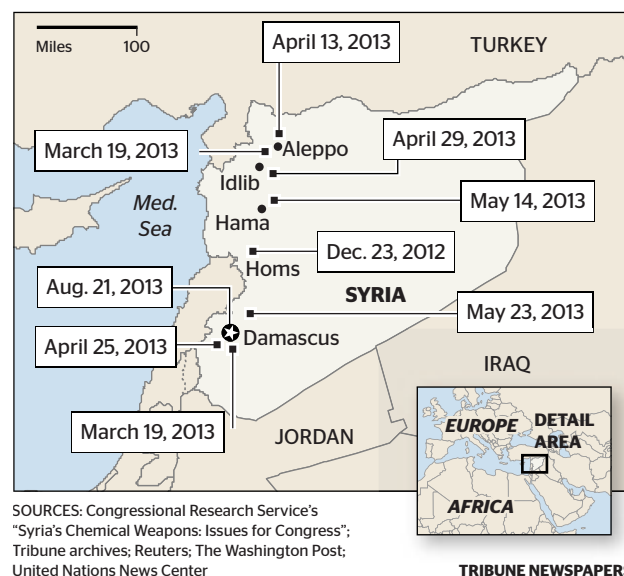 Miles 100
April 13, 2013
TURKEY
March 19, 2013
Aleppo
April 29, 2013
Idlib
Med.
Sea
May 14, 2013
Hama
Dec. 23, 2012
Homs
Aug. 21, 2013
SYRIA
May 23, 2013
Damascus
April 25, 2013
IRAQ
March 19, 2013
JORDAN
EUROPE
DETAIL
AREA
AFRICA
SOURCES: Congressional Research Service's
"Syria's Chemical Weapons: Issues for Congress";
Tribune archives; Reuters; The Washington Post;
United Nations News Center
TRIBUNE NEWSPAPERS